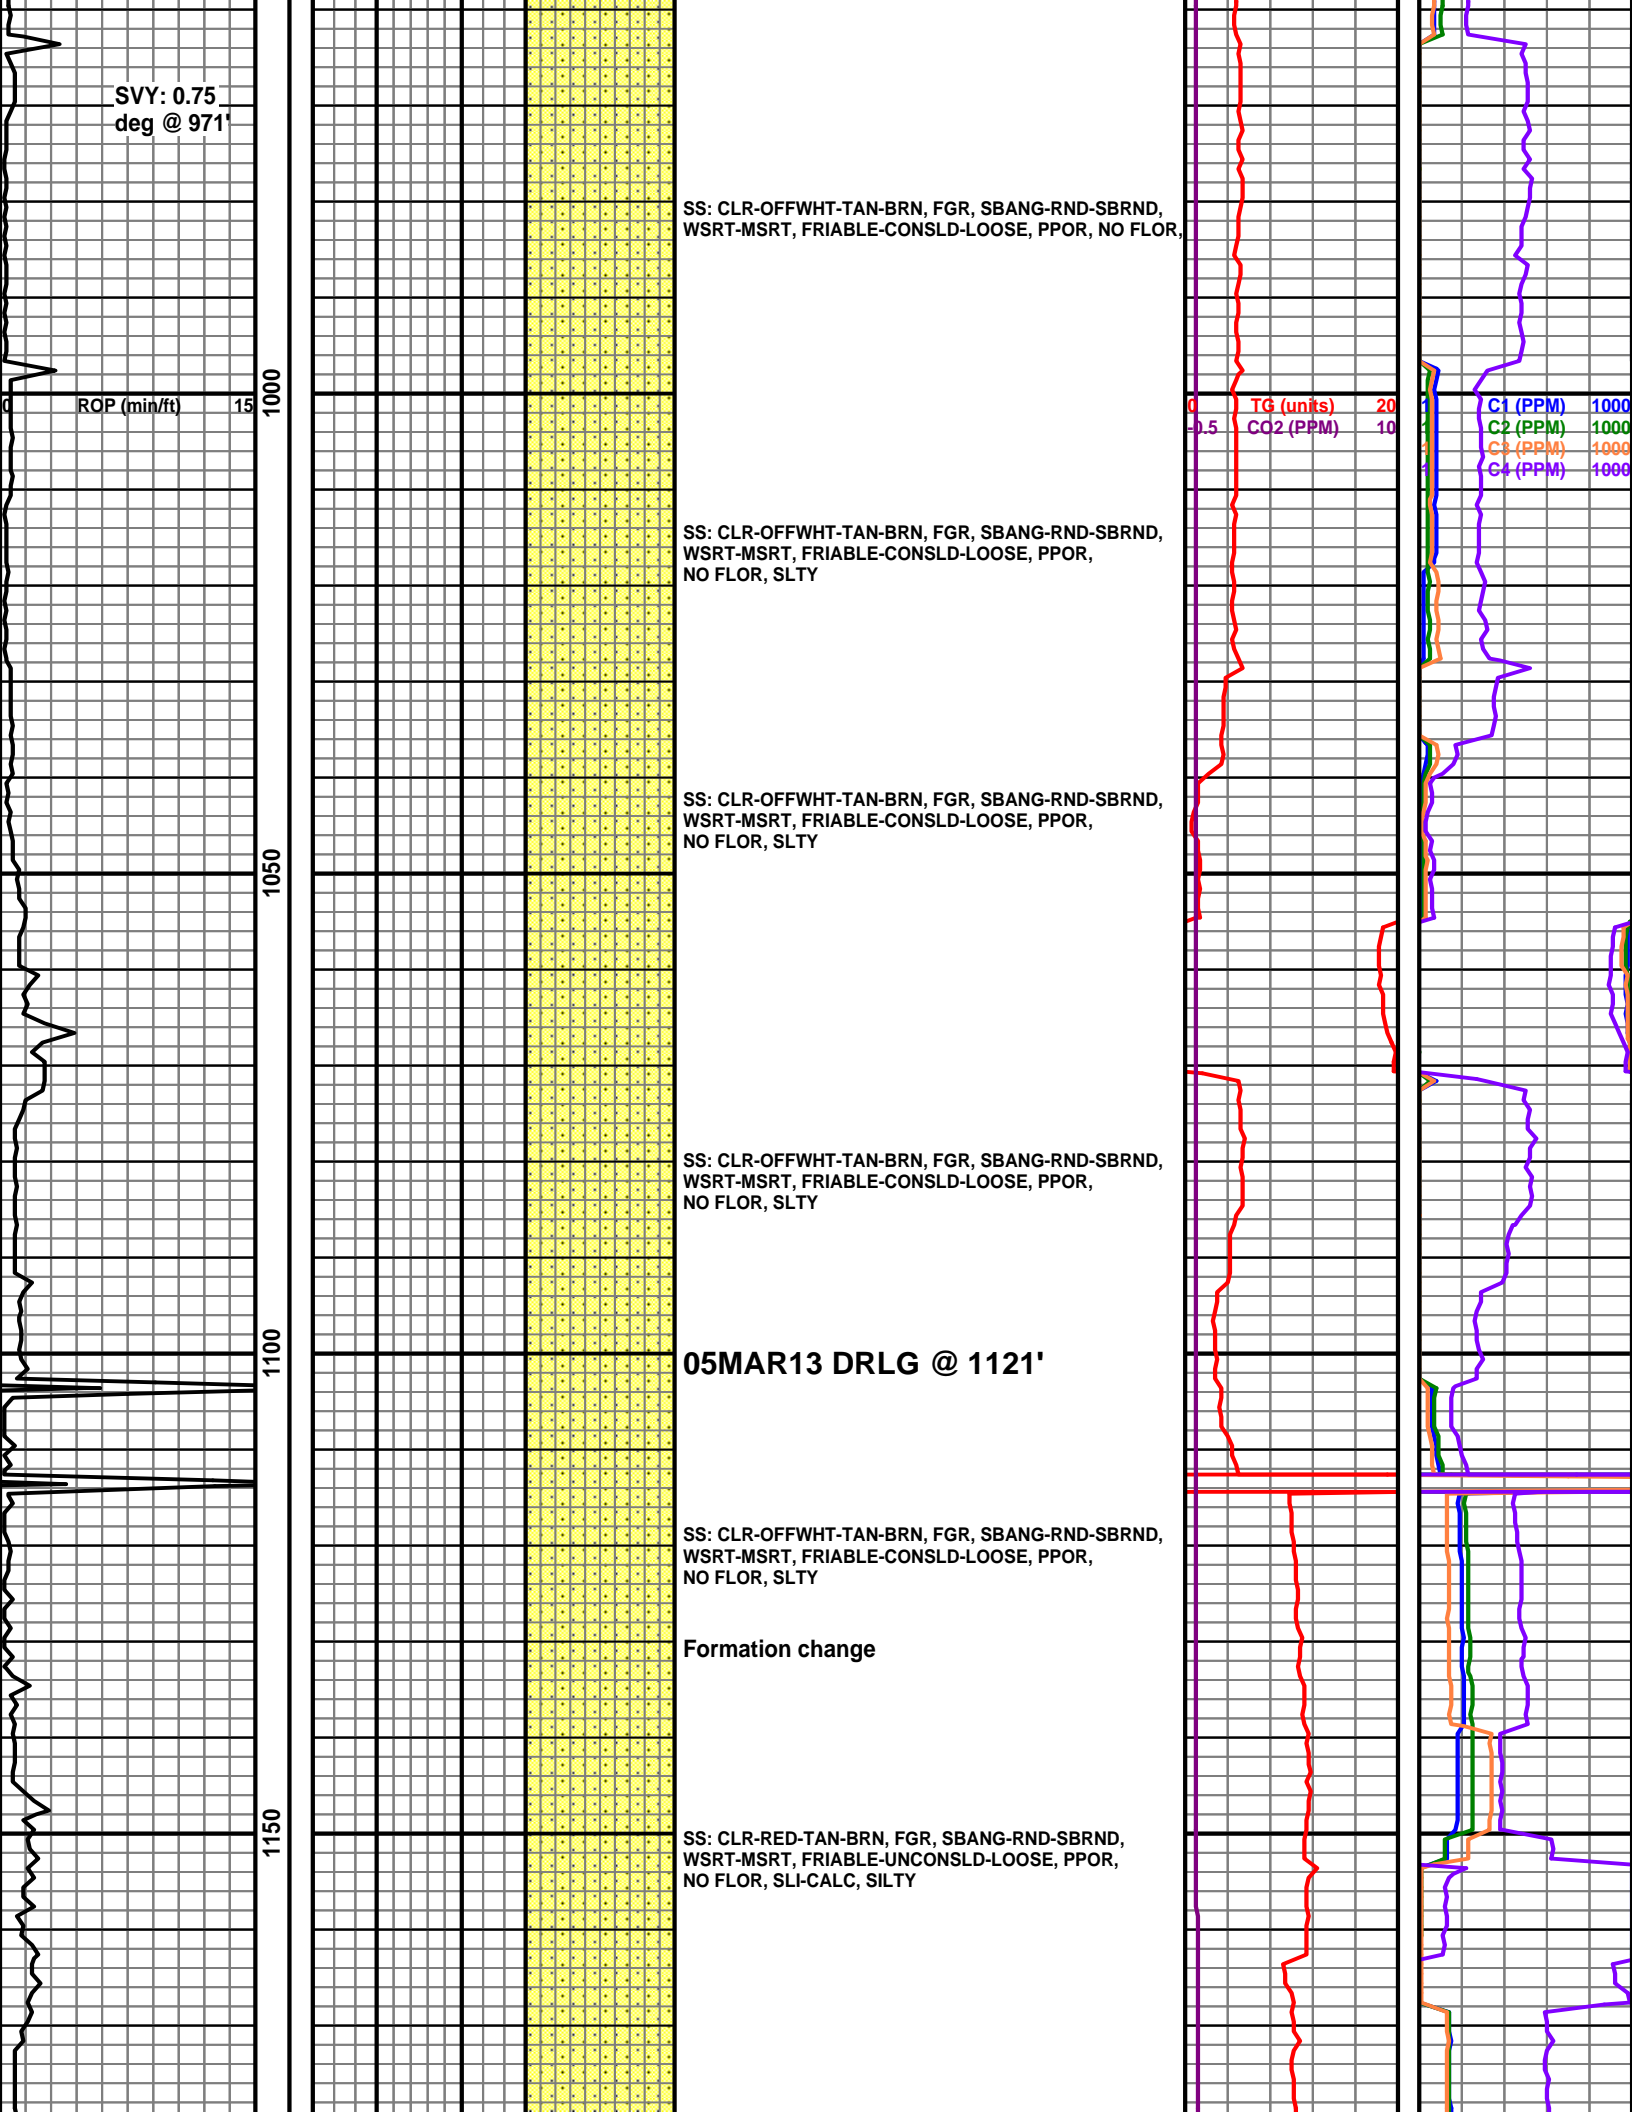 SVY: 0.75
deg @ 971'
SS: CLR-OFFWHT-TAN-BRN, FGR, SBANG-RND-SBRND,
WSRT-MSRT, FRIABLE-CONSLD-LOOSE, PPOR, NO FLOR,
1000
0 ROP (min/ft) 15
0 TG (units) 20
-0.5 CO2 (PPM) 10
1 C1 (PPM) 1000
1 C2 (PPM) 1000
1 C3 (PPM) 1000
1 C4 (PPM) 1000
SS: CLR-OFFWHT-TAN-BRN, FGR, SBANG-RND-SBRND,
WSRT-MSRT, FRIABLE-CONSLD-LOOSE, PPOR,
NO FLOR, SLTY
SS: CLR-OFFWHT-TAN-BRN, FGR, SBANG-RND-SBRND,
WSRT-MSRT, FRIABLE-CONSLD-LOOSE, PPOR,
NO FLOR, SLTY
1050
SS: CLR-OFFWHT-TAN-BRN, FGR, SBANG-RND-SBRND,
WSRT-MSRT, FRIABLE-CONSLD-LOOSE, PPOR,
NO FLOR, SLTY
1100
05MAR13 DRLG @ 1121'
SS: CLR-OFFWHT-TAN-BRN, FGR, SBANG-RND-SBRND,
WSRT-MSRT, FRIABLE-CONSLD-LOOSE, PPOR,
NO FLOR, SLTY
Formation change
1150
SS: CLR-RED-TAN-BRN, FGR, SBANG-RND-SBRND,
WSRT-MSRT, FRIABLE-UNCONSLD-LOOSE, PPOR,
NO FLOR, SLI-CALC, SILTY